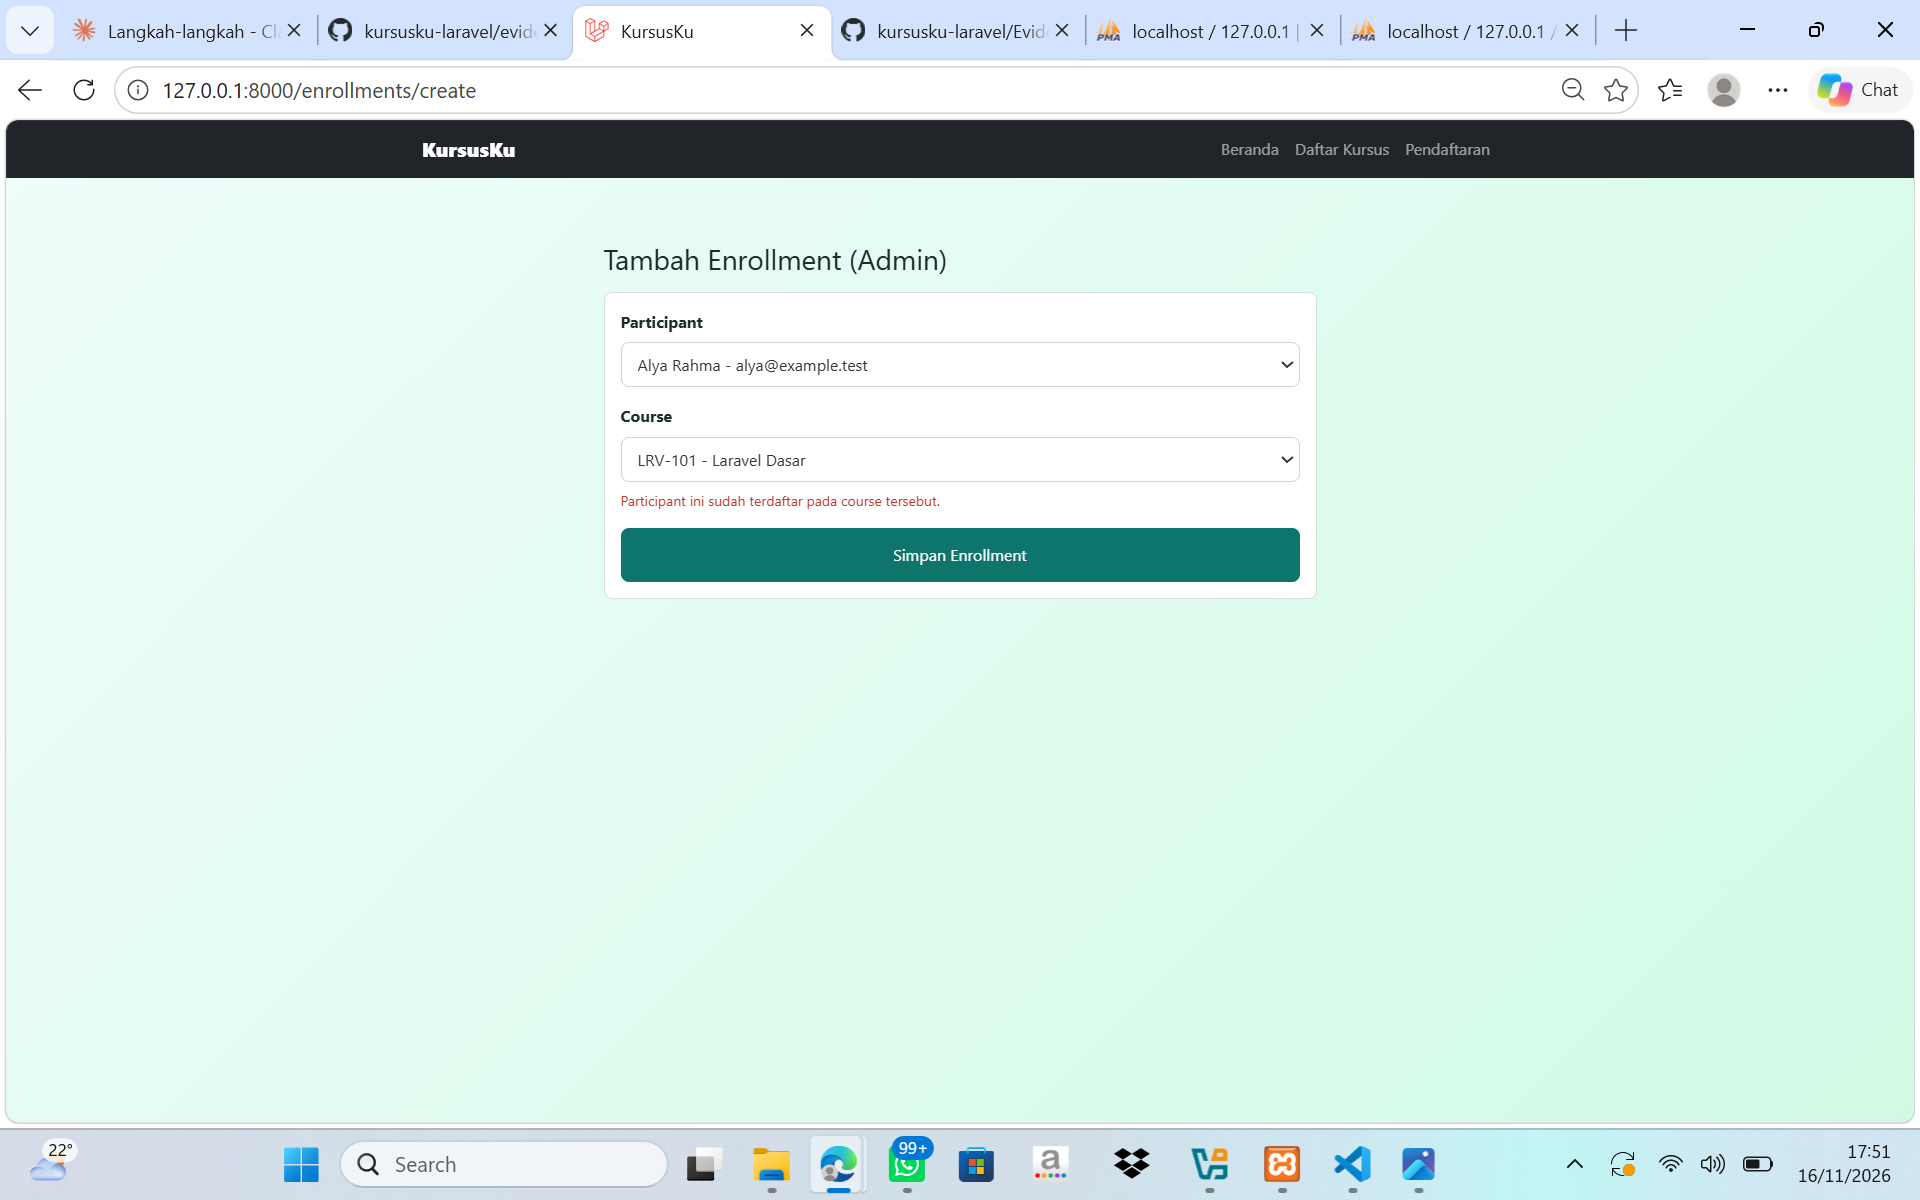 Langkah-langkah - Cl
kursusku-laravel/evide
KursusKu
kursusku-laravel/Evid
localhost / 127.0.0.1 |
localhost / 127.0.0.1 /
127.0.0.1:8000/enrollments/create
Chat
KursusKu
Beranda
Daftar Kursus
Pendaftaran
Tambah Enrollment (Admin)
Participant
Alya Rahma - alya@example.test
Course
LRV-101 - Laravel Dasar
Participant ini sudah terdaftar pada course tersebut.
Simpan Enrollment
22°
Search
99+
17:51
16/11/2026